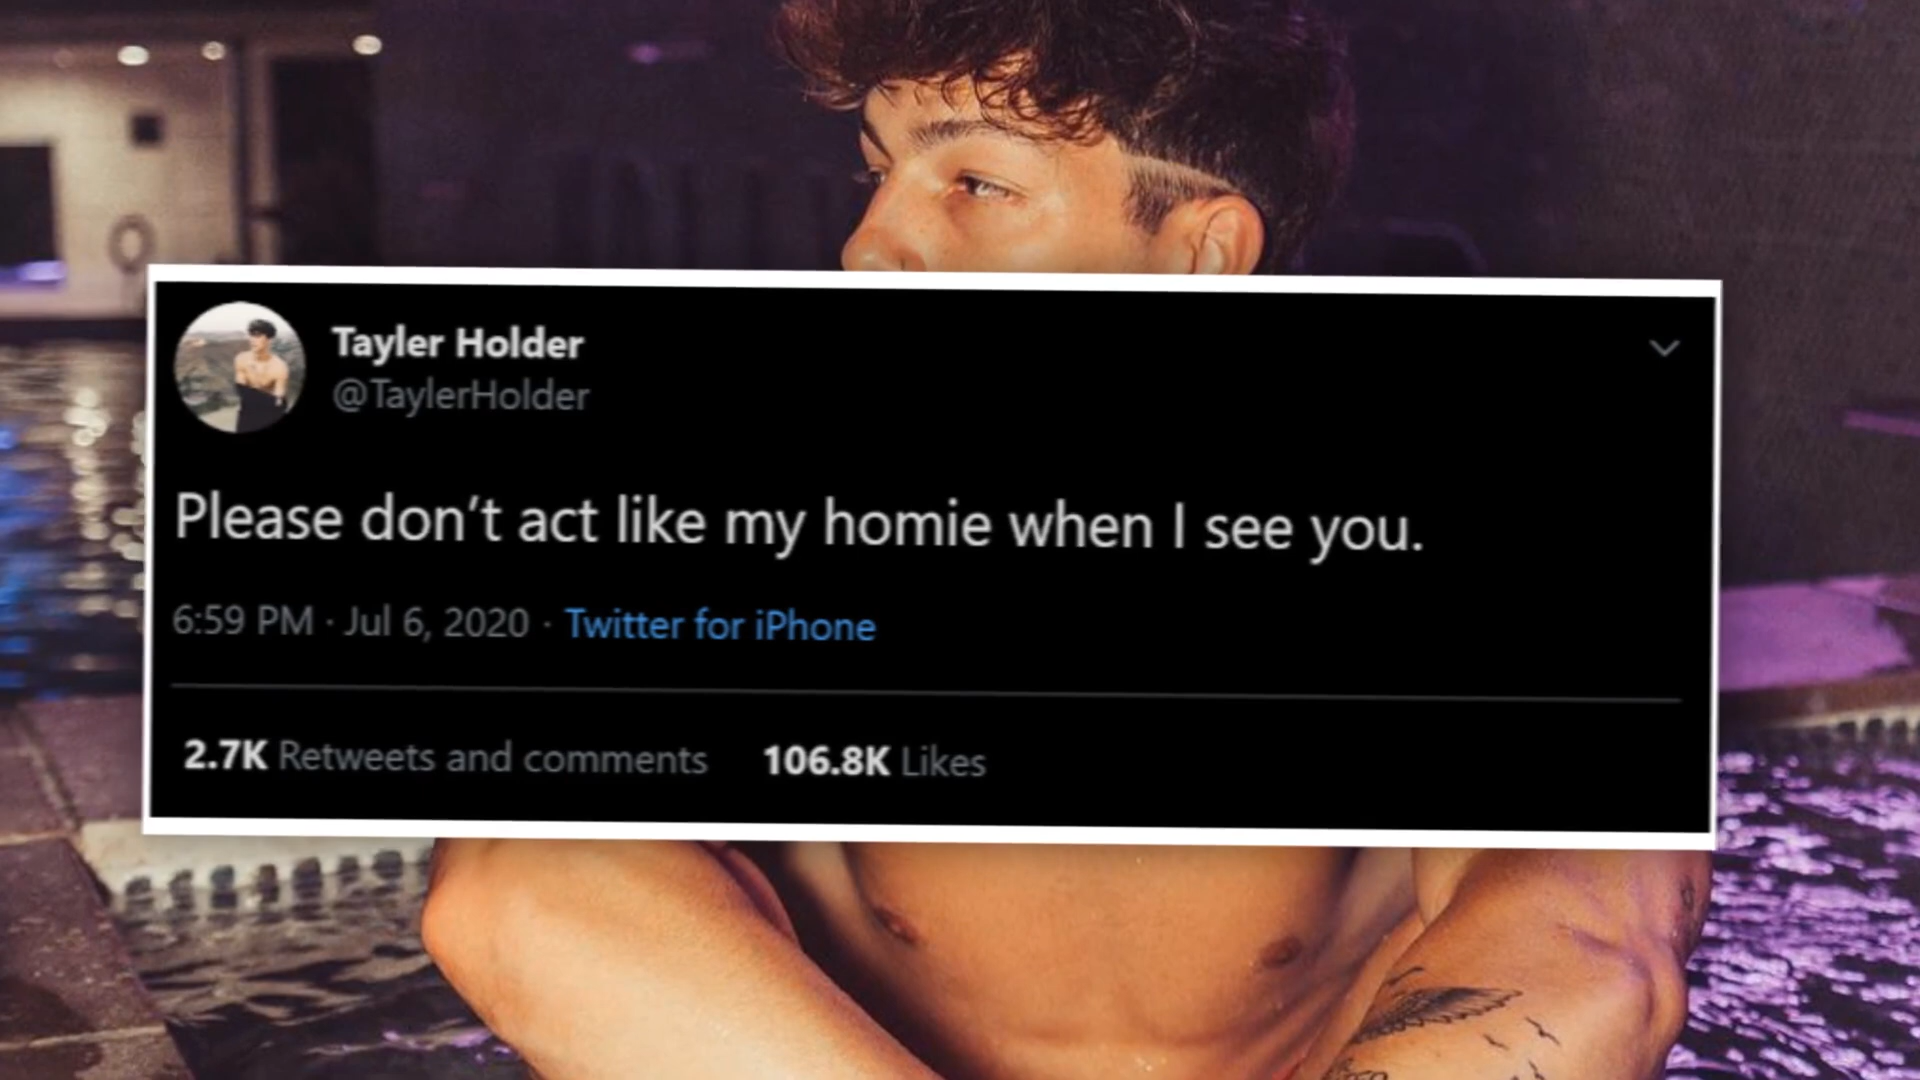 Tayler Holder
@TaylerHolder
Please don’t act like my homie when I see you.
6:59 PM · Jul 6, 2020 · Twitter for iPhone
2.7K Retweets and comments 106.8K Likes